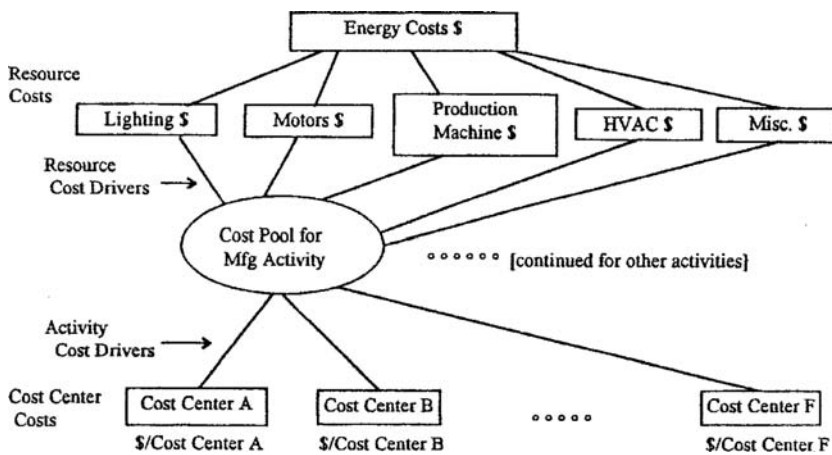 Energy Costs $
Resource
Costs
Lighting $
Motors $
Production
Machine $
HVAC $
Misc. $
Resource
Cost Drivers
Cost Pool for
Mfg Activity
[continued for other activities]
Activity
Cost Drivers
Cost Center
Costs
Cost Center A
Cost Center B
Cost Center F
$/Cost Center A
$/Cost Center B
$/Cost Center F